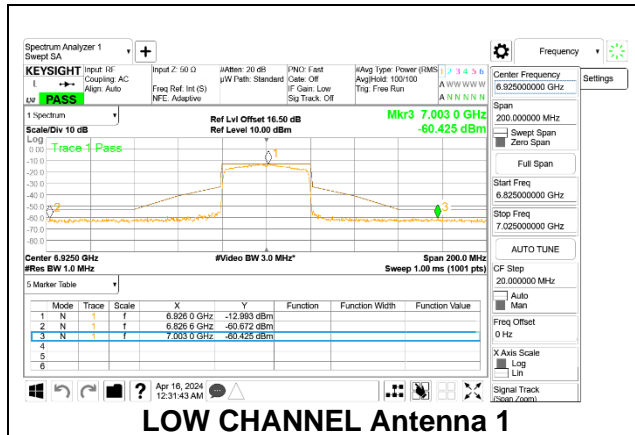 Spectrum Analyzer 1
Swept SA
Frequency
KEYSIGHT
Input: RF
Coupling: AC
Align: Auto
Input Z: 50 Ω
Freq Ref: Int (S)
NFE: Adaptive
#Atten: 20 dB
µW Path: Standard
PNO: Fast
Gate: Off
IF Gain: Low
Sig Track: Off
#Avg Type: Power (RMS
Avg|Hold: 100/100
Trig: Free Run
1 2 3 4 5 6
A WW WW W
A N N N N N
PASS
1 Spectrum
Ref Lvl Offset 16.50 dB
Ref Level 10.00 dBm
Mkr3 7.003 0 GHz
-60.425 dBm
Scale/Div 10 dB
Log
Trace 1 Pass
0.00
-10.0
-20.0
-30.0
-40.0
-50.0
-60.0
-70.0
-80.0
1
2
3
Center 6.9250 GHz
#Res BW 1.0 MHz
#Video BW 3.0 MHz*
Span 200.0 MHz
Sweep 1.00 ms (1001 pts)
5 Marker Table
Mode Trace Scale X Y Function Function Width Function Value
1 N 1 f 6.926 0 GHz -12.993 dBm
2 N 1 f 6.826 6 GHz -60.672 dBm
3 N 1 f 7.003 0 GHz -60.425 dBm
4
5
6
Apr 16, 2024
12:31:43 AM
Center Frequency
6.925000000 GHz
Span
200.000000 MHz
Swept Span
Zero Span
Full Span
Start Freq
6.825000000 GHz
Stop Freq
7.025000000 GHz
AUTO TUNE
CF Step
20.000000 MHz
Auto
Man
Freq Offset
0 Hz
X Axis Scale
Log
Lin
Signal Track
(Span Zoom)
Settings
LOW CHANNEL Antenna 1